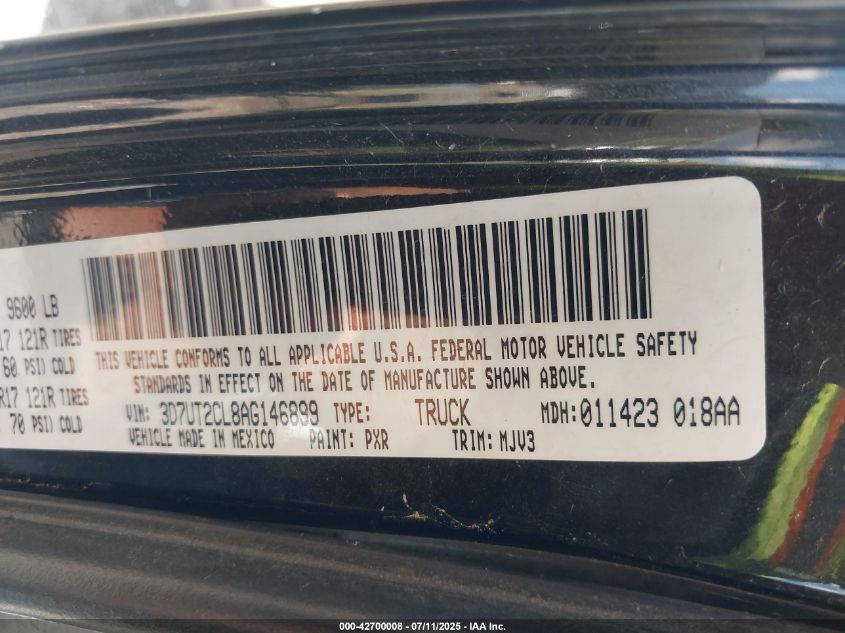 9600 LB
17 121R TIRES
60 PSI) COLD
R17 121R TIRES
70 PSI) COLD
THIS VEHICLE CONFORMS TO ALL APPLICABLE U.S.A. FEDERAL MOTOR VEHICLE SAFETY
STANDARDS IN EFFECT ON THE DATE OF MANUFACTURE SHOWN ABOVE.
VIN: 3D7UT2CL8AG146899 TYPE: TRUCK MDH: 011423 018AA
VEHICLE MADE IN MEXICO PAINT: PXR TRIM: MJV3
000-42700008 - 07/11/2025 - IAA Inc.